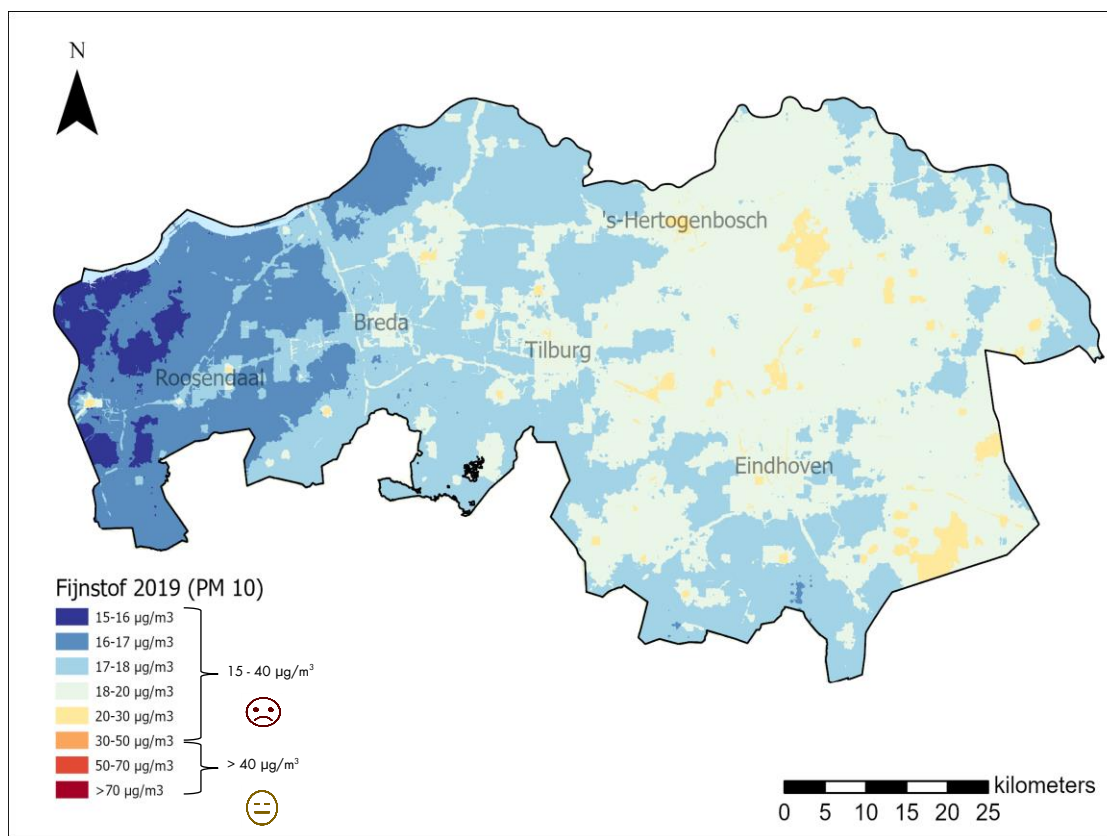 N
's-Hertogenbosch
Breda
Tilburg
Roosendaal
Eindhoven
Fijnstof 2019 (PM 10)
15-16 µg/m3
16-17 µg/m3
17-18 µg/m3
18-20 µg/m3
20-30 µg/m3
30-50 µg/m3
50-70 µg/m3
>70 µg/m3
15 - 40 µg/m³
> 40 µg/m³
kilometers
0 5 10 15 20 25